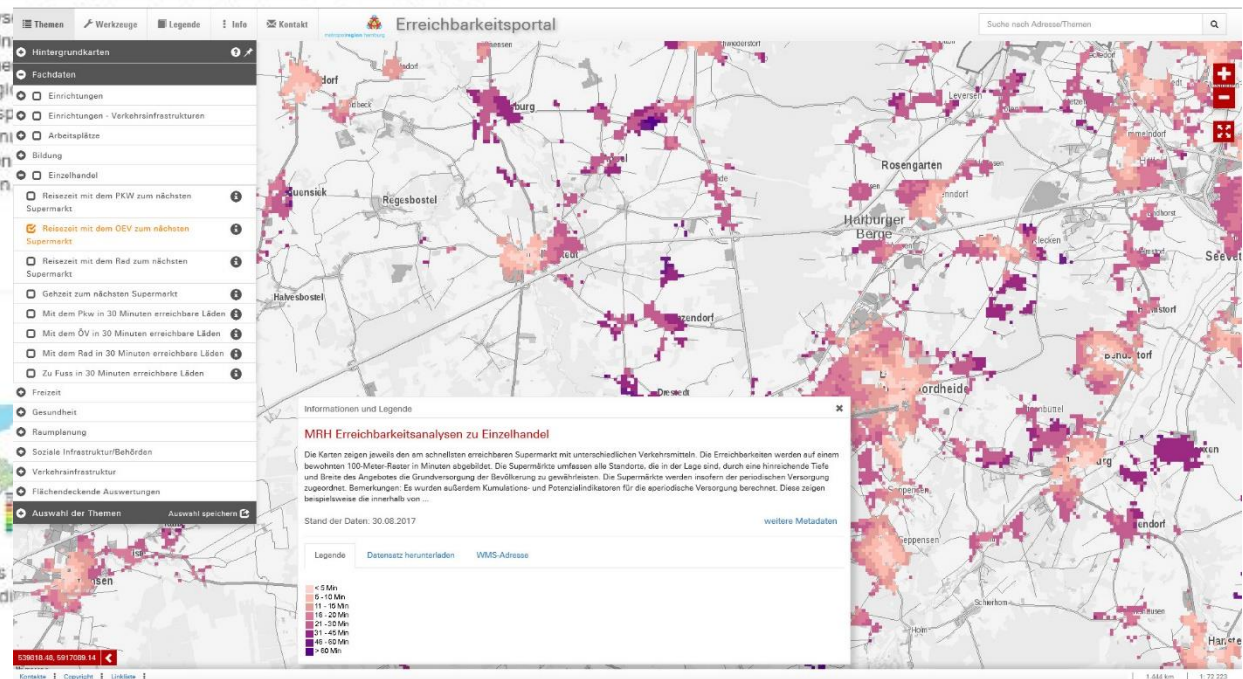 Themen
Werkzeuge
Legende
Info
Kontakt
metropolregion hamburg
Erreichbarkeitsportal
Suche nach Adresse/Themen
Hintergrundkarten
Fachdaten
Einrichtungen
Einrichtungen - Verkehrsinfrastrukturen
Arbeitsplätze
Bildung
Einzelhandel
Reisezeit mit dem PKW zum nächsten
Supermarkt
Reisezeit mit dem OEV zum nächsten
Supermarkt
Reisezeit mit dem Rad zum nächsten
Supermarkt
Gehzeit zum nächsten Supermarkt
Mit dem Pkw in 30 Minuten erreichbare Läden
Mit dem ÖV in 30 Minuten erreichbare Läden
Mit dem Rad in 30 Minuten erreichbare Läden
Zu Fuss in 30 Minuten erreichbare Läden
Freizeit
Gesundheit
Raumplanung
Soziale Infrastruktur/Behörden
Verkehrsinfrastruktur
Flächendeckende Auswertungen
Auswahl der Themen
Auswahl speichern
Leversen
Rosengarten
Regesbostel
Harburger
Berge
Halvesbostel
Informationen und Legende
MRH Erreichbarkeitsanalysen zu Einzelhandel
Die Karten zeigen jeweils den am schnellsten erreichbaren Supermarkt mit unterschiedlichen Verkehrsmitteln. Die Erreichbarkeiten werden auf einem
bewohnten 100-Meter-Raster in Minuten abgebildet. Die Supermärkte umfassen alle Standorte, die in der Lage sind, durch eine hinreichende Tiefe
und Breite des Angebotes die Grundversorgung der Bevölkerung zu gewährleisten. Die Supermärkte werden insofern der periodischen Versorgung
zugeordnet. Bemerkungen: Es wurden außerdem Kumulations- und Potenzialindikatoren für die aperiodische Versorgung berechnet. Diese zeigen
beispielsweise die innerhalb von ...
Stand der Daten: 30.08.2017
weitere Metadaten
Legende
Datensatz herunterladen
WMS-Adresse
< 5 Min
6 - 10 Min
11 - 15 Min
16 - 20 Min
21 - 30 Min
31 - 45 Min
46 - 60 Min
> 60 Min
Holm
539818.48, 5917089.14
Kontakte
Copyright
Linkliste
1.444 km
1: 72.223